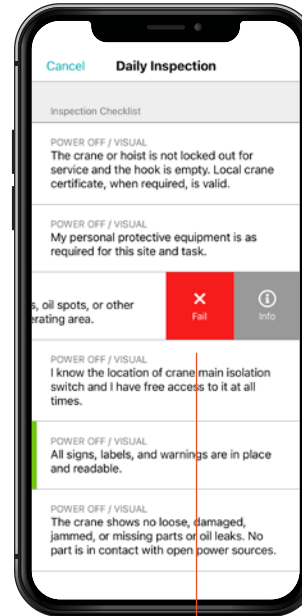 Cancel Daily Inspection
Inspection Checklist
POWER OFF / VISUAL
The crane or hoist is not locked out for
service and the hook is empty. Local crane
certificate, when required, is valid.
POWER OFF / VISUAL
My personal protective equipment is as
required for this site and task.
s, oil spots, or other
erating area.
Fail
Info
POWER OFF / VISUAL
I know the location of crane main isolation
switch and I have free access to it at all
times.
POWER OFF / VISUAL
All signs, labels, and warnings are in place
and readable.
POWER OFF / VISUAL
The crane shows no loose, damaged,
jammed, or missing parts or oil leaks. No
part is in contact with open power sources.